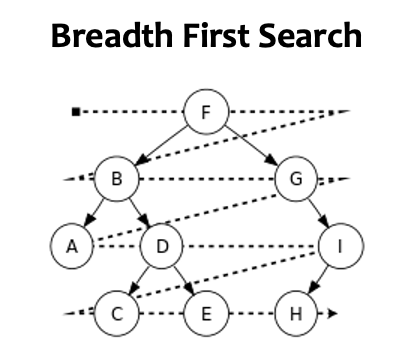 Breadth First Search
F
B G
A D I
C E H